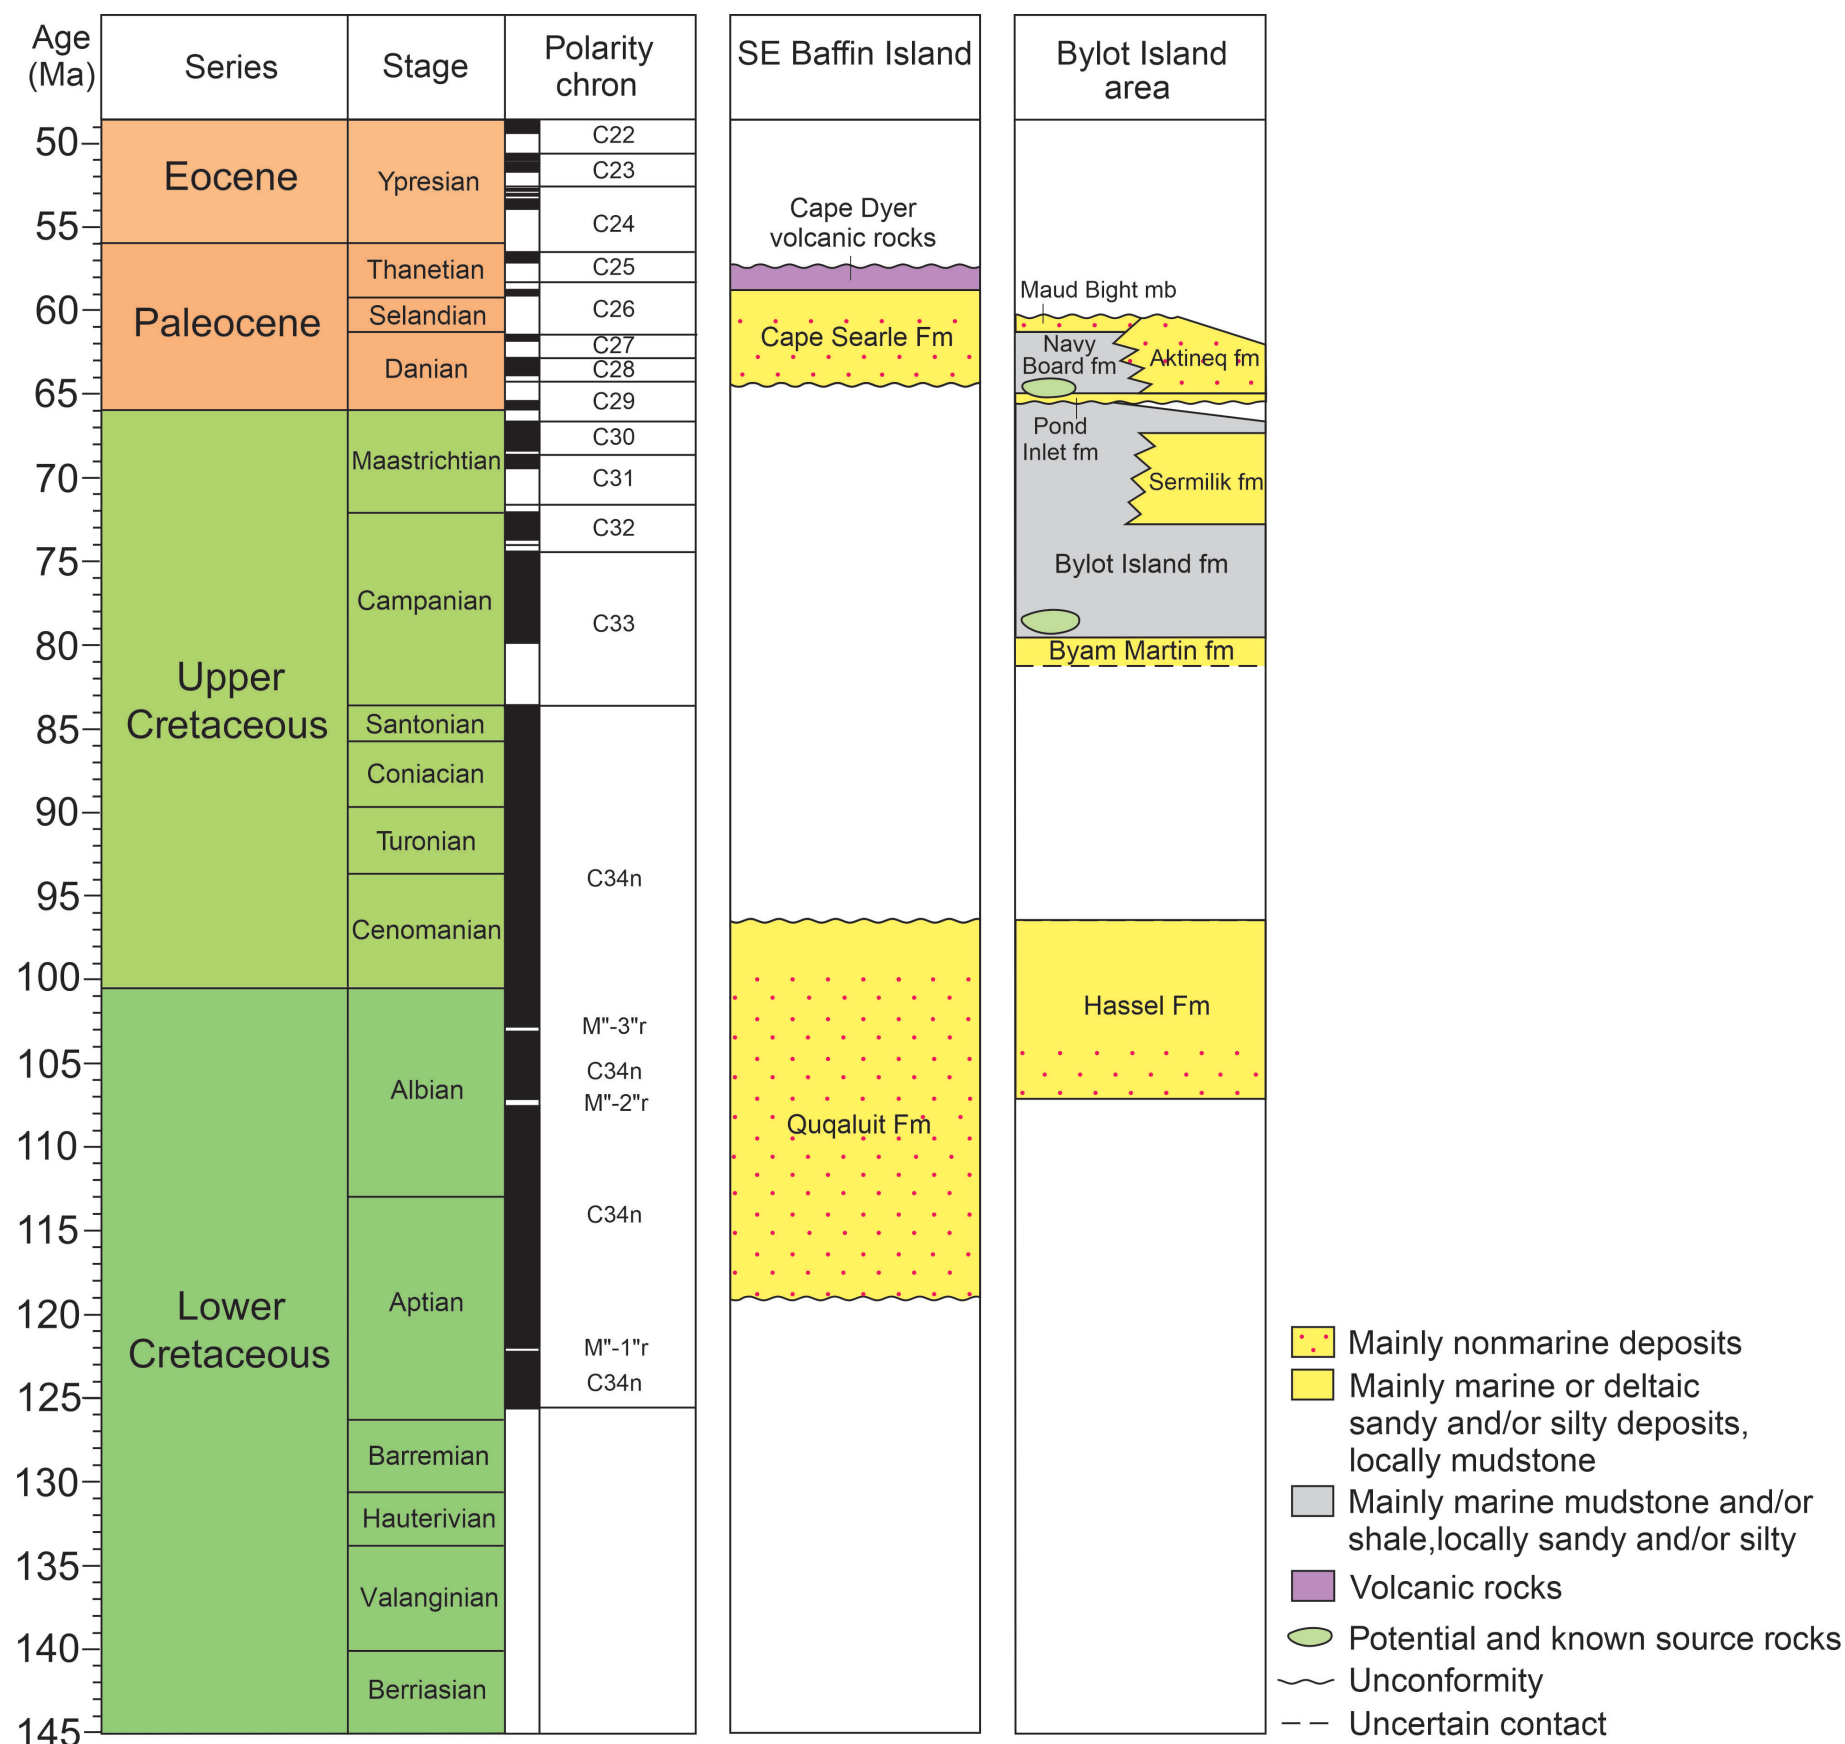 Age
(Ma)
Series
Stage
Polarity
chron
SE Baffin Island
Bylot Island
area
50
55
60
65
70
75
80
85
90
95
100
105
110
115
120
125
130
135
140
145
Eocene
Paleocene
Upper
Cretaceous
Lower
Cretaceous
Ypresian
Thanetian
Selandian
Danian
Maastrichtian
Campanian
Santonian
Coniacian
Turonian
Cenomanian
Albian
Aptian
Barremian
Hauterivian
Valanginian
Berriasian
C22
C23
C24
C25
C26
C27
C28
C29
C30
C31
C32
C33
C34n
M"-3"r
C34n
M"-2"r
C34n
M"-1"r
C34n
Cape Dyer
volcanic rocks
Cape Searle Fm
Quqaluit Fm
Maud Bight mb
Navy
Board fm
Aktineq fm
Pond
Inlet fm
Sermilik fm
Bylot Island fm
Byam Martin fm
Hassel Fm
Mainly nonmarine deposits
Mainly marine or deltaic
sandy and/or silty deposits,
locally mudstone
Mainly marine mudstone and/or
shale,locally sandy and/or silty
Volcanic rocks
Potential and known source rocks
Unconformity
Uncertain contact